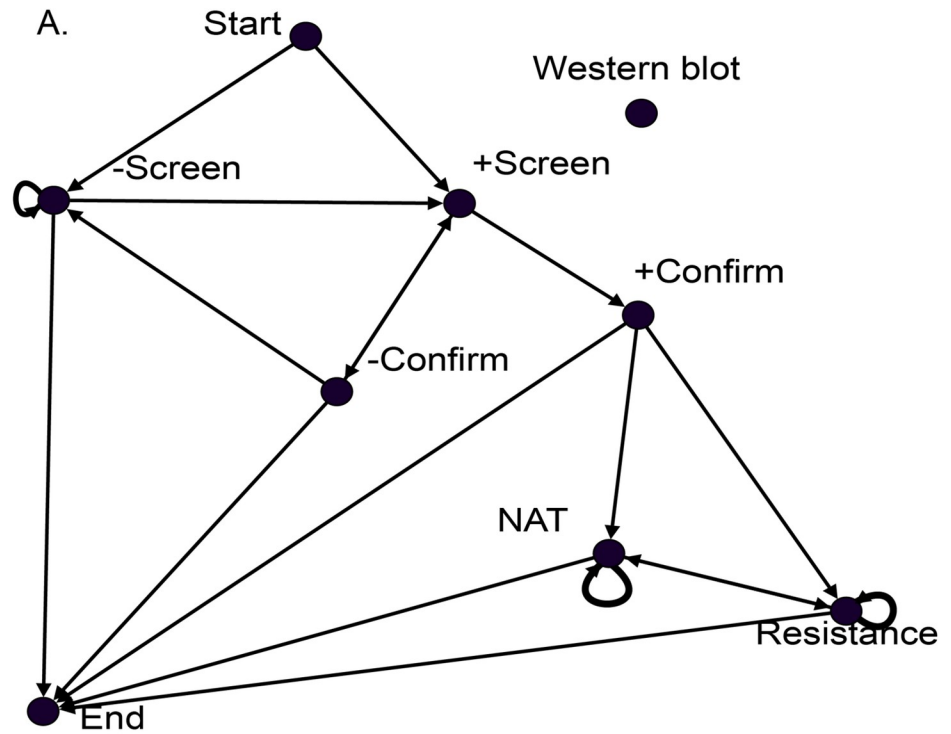 A.
Start
Western blot
-Screen
+Screen
+Confirm
-Confirm
NAT
Resistance
End